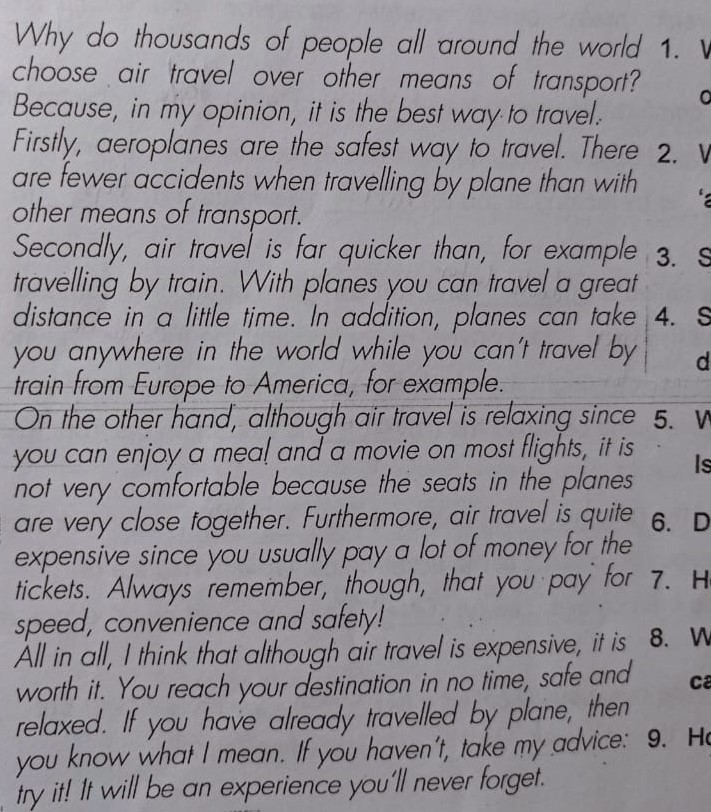 Why do thousands of people all around the world
choose air travel over other means of transport?
Because, in my opinion, it is the best way to travel.
Firstly, aeroplanes are the safest way to travel. There
are fewer accidents when travelling by plane than with
other means of transport.
Secondly, air travel is far quicker than, for example
travelling by train. With planes you can travel a great
distance in a little time. In addition, planes can take
you anywhere in the world while you can't travel by
train from Europe to America, for example.
On the other hand, although air travel is relaxing since
you can enjoy a meal and a movie on most flights, it is
not very comfortable because the seats in the planes
are very close together. Furthermore, air travel is quite
expensive since you usually pay a lot of money for the
tickets. Always remember, though, that you pay for
speed, convenience and safety!
All in all, I think that although air travel is expensive, it is
worth it. You reach your destination in no time, safe and
relaxed. If you have already travelled by plane, then
you know what I mean. If you haven't, take my advice:
try it! It will be an experience you'll never forget.
1.
2.
3. S
4. S
d
5. W
Is
6. D
7. H
8. W
ca
9. Ho